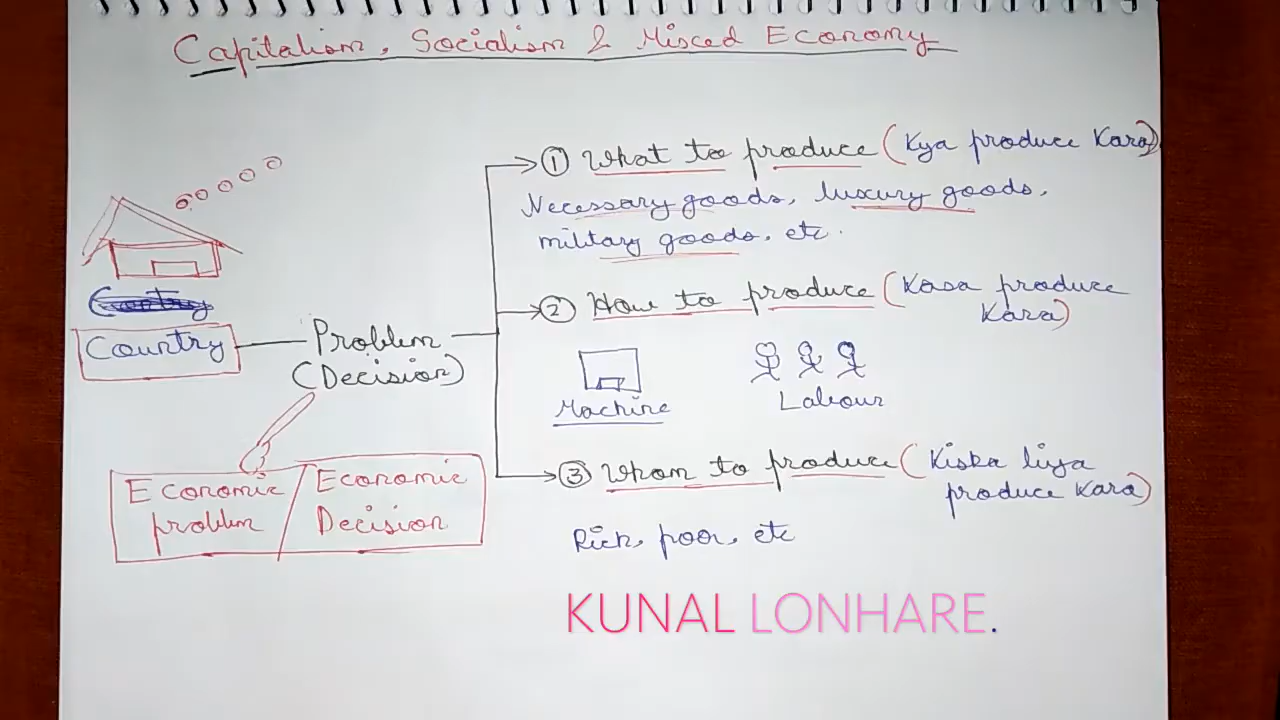 Capitalism, Socialism & Mixced Economy
① What to produce (Kya produce Kara)
Necessary goods, luxury goods,
military goods, etc.
② How to produce (Kasa produce
Kara)
Machine
Labour
③ Whom to produce (Kiska liya
produce Kara)
Rich, poor, etc
Country
Country
Problem
(Decision)
Economic
problem
Economic
Decision
KUNAL LONHARE.